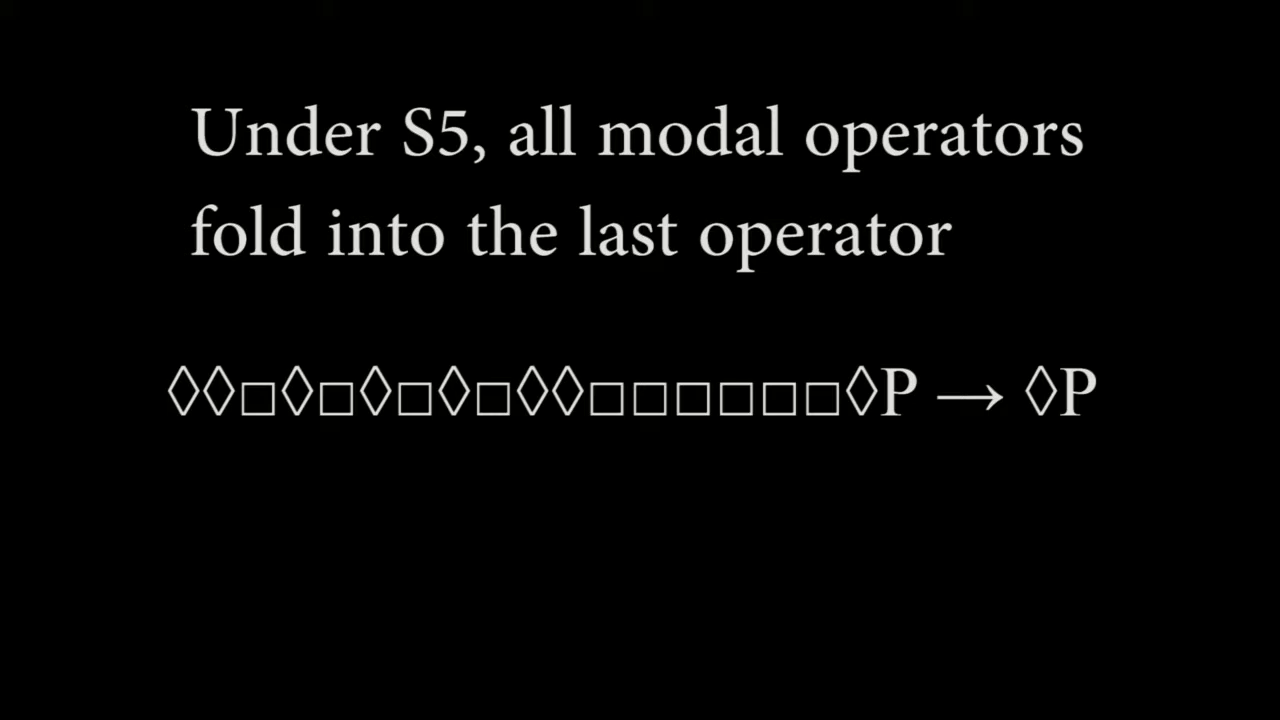 Under S5, all modal operators
fold into the last operator
◊◊□◊□◊□◊□◊◊□□□□□□◊P → ◊P